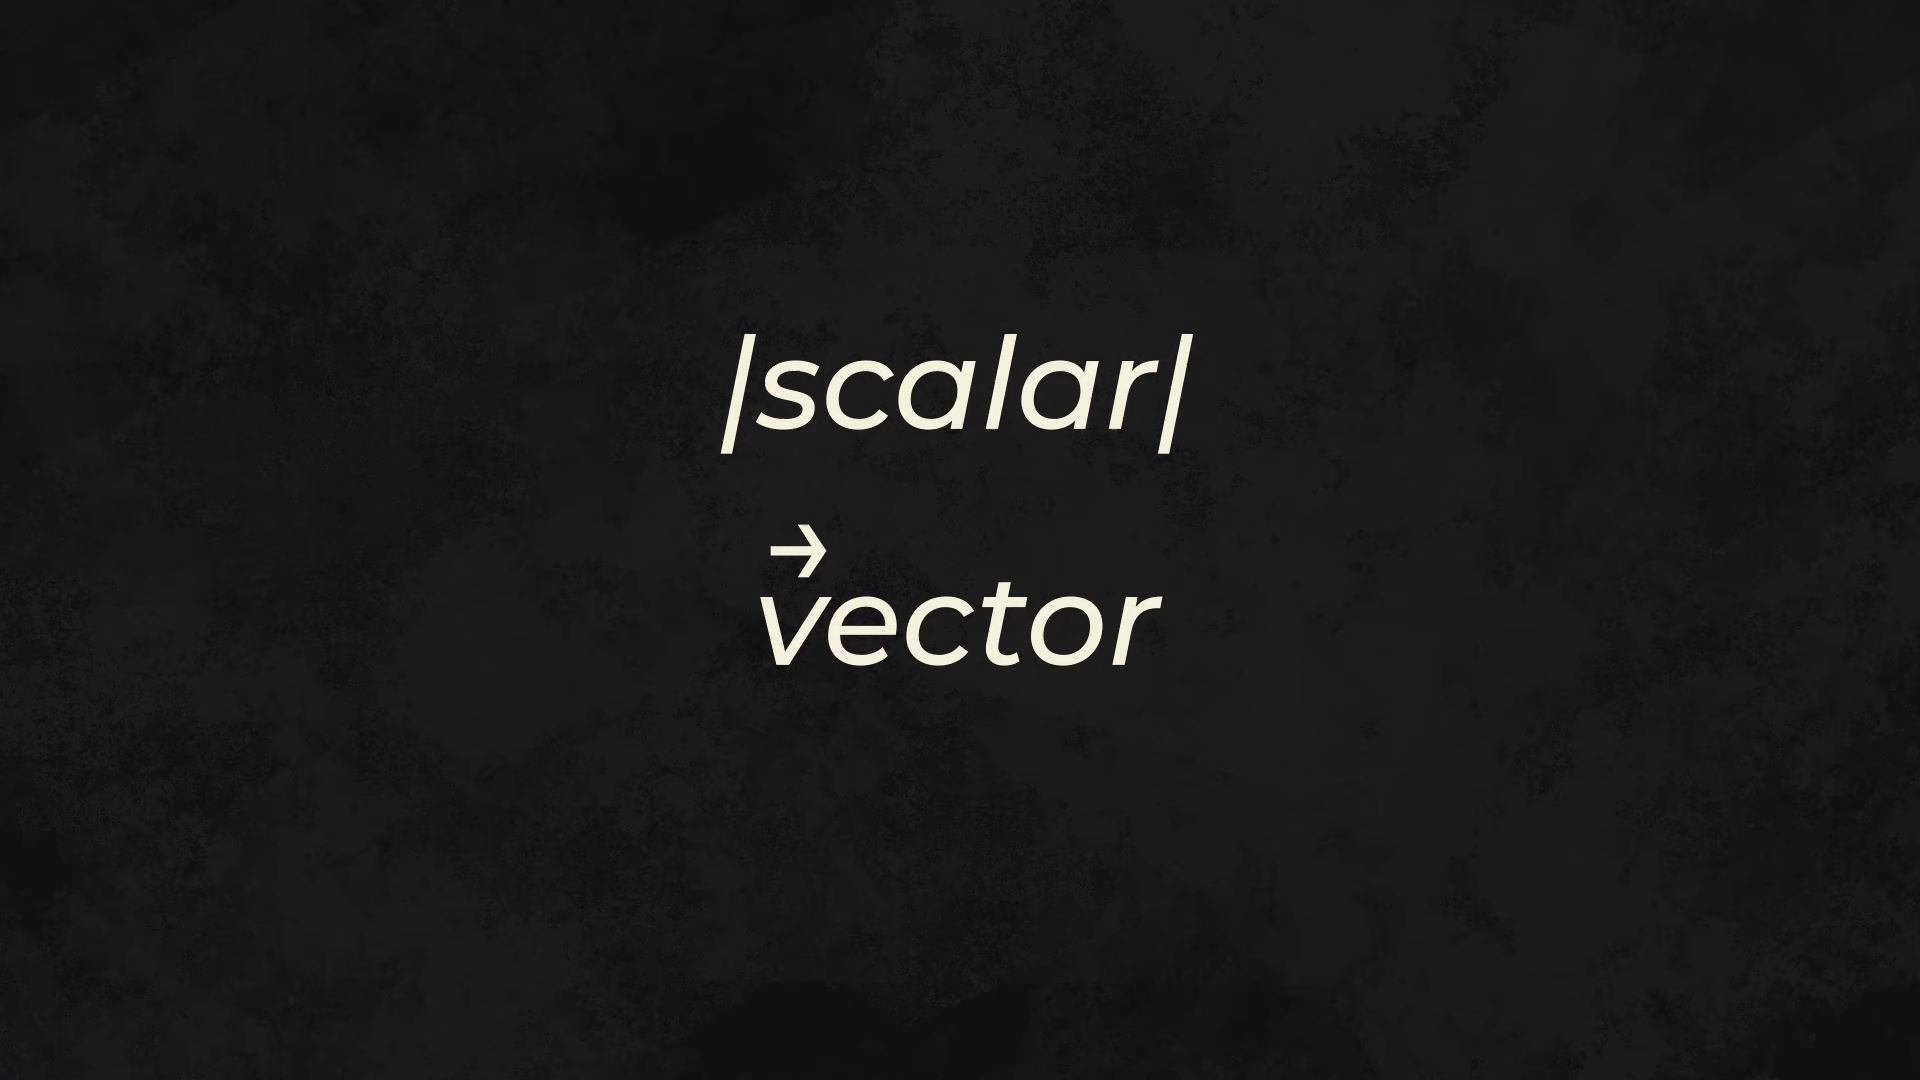 |scalar|
→
vector